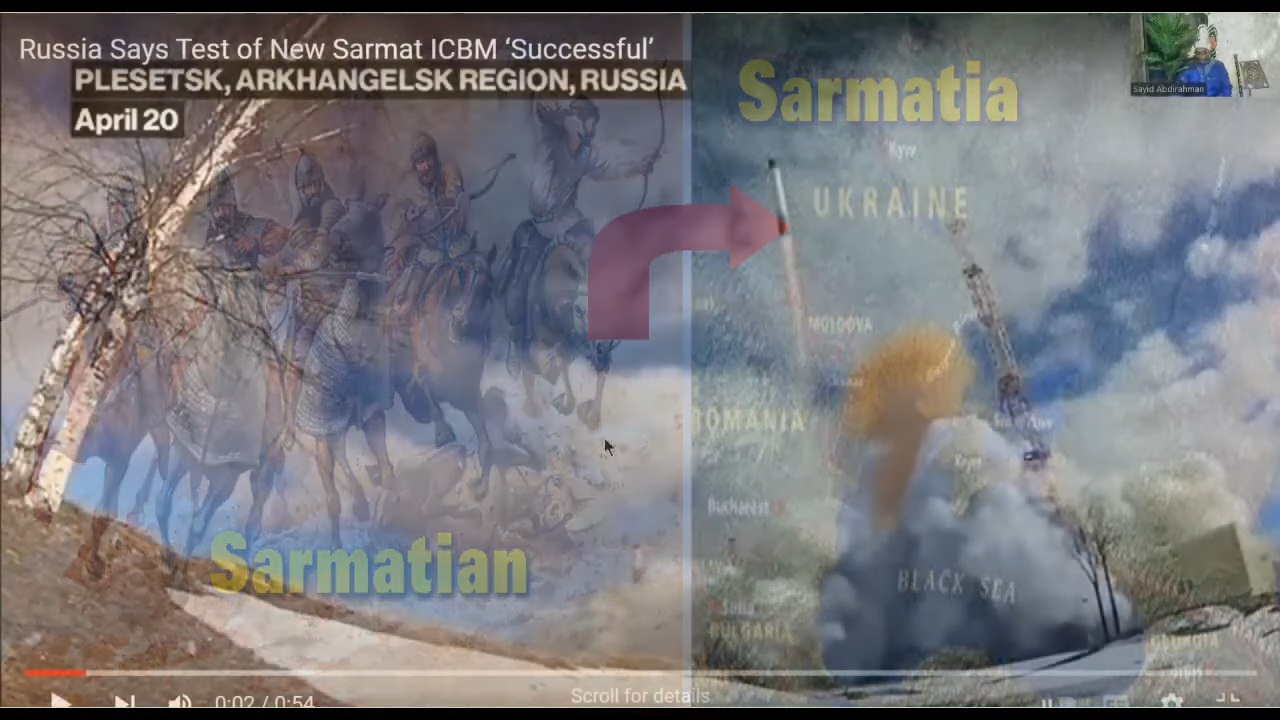 Russia Says Test of New Sarmat ICBM ‘Successful’
PLESETSK, ARKHANGELSK REGION, RUSSIA
April 20
Sarmatia
Sayid Abdirahman
Kyiv
UKRAINE
MOLDOVA
ROMANIA
Bucharest
BLACK SEA
Sarmatian
Sofia
BULGARIA
Scroll for details
0:02 / 0:54